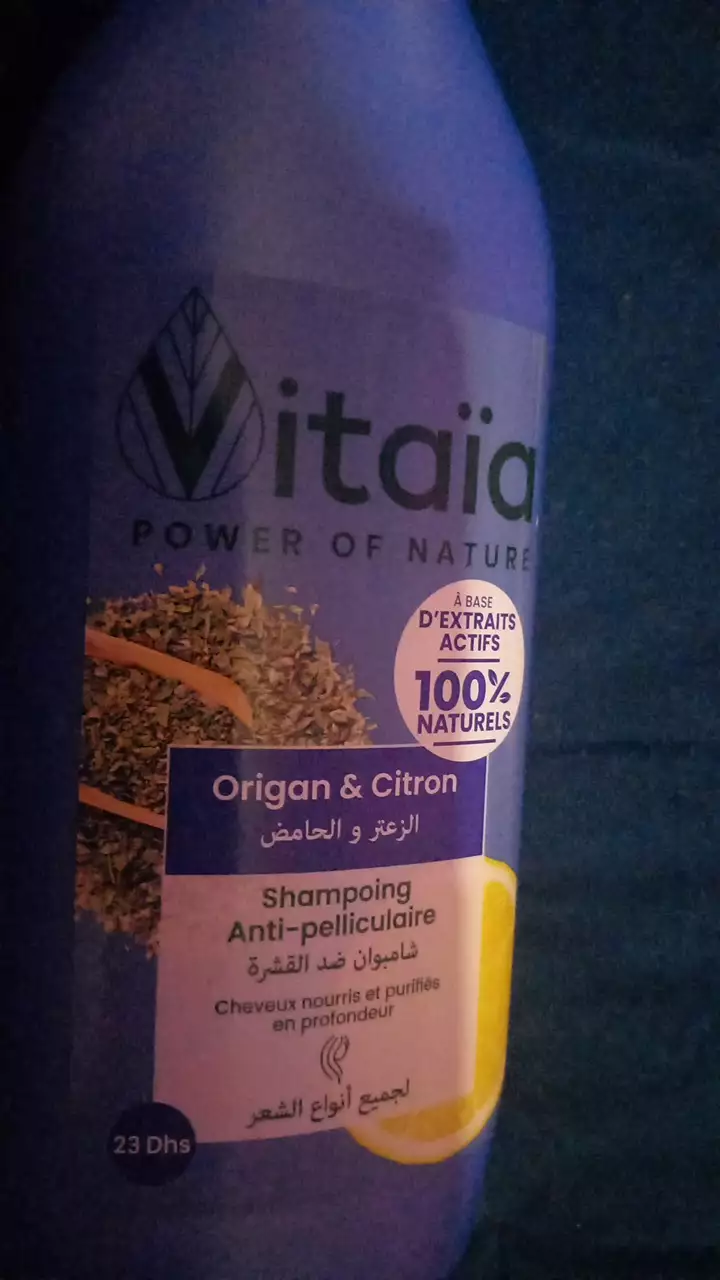 Vitaïa
POWER OF NATURE
À BASE
D'EXTRAITS
ACTIFS
100%
NATURELS
Origan & Citron
الزعتر و الحامض
Shampoing
Anti-pelliculaire
شامبوان ضد القشرة
Cheveux nourris et purifiés
en profondeur
لجميع أنواع الشعر
23 Dhs